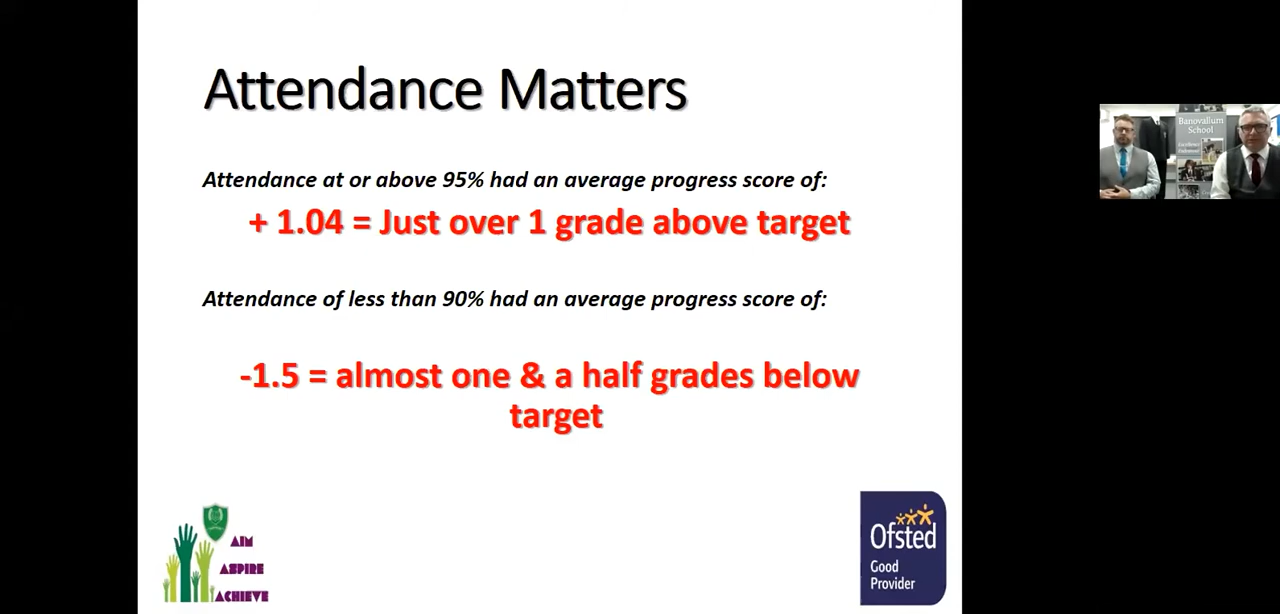 Attendance Matters
Attendance at or above 95% had an average progress score of:
+ 1.04 = Just over 1 grade above target
Attendance of less than 90% had an average progress score of:
-1.5 = almost one & a half grades below
target
AIM
ASPIRE
ACHIEVE
Ofsted
Good
Provider
Banovallum
School
Excellence